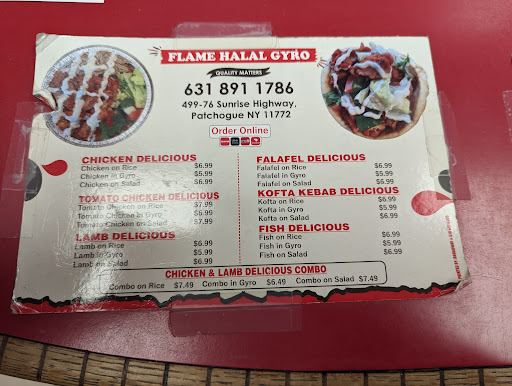 FLAME HALAL GYRO
QUALITY MATTERS
631 891 1786
499-76 Sunrise Highway,
Patchogue NY 11772
Order Online
CHICKEN DELICIOUS
Chicken on Rice $6.99
Chicken in Gyro $5.99
Chicken on Salad $6.99
TOMATO CHICKEN DELICIOUS
Tomato Chicken on Rice $7.99
Tomato Chicken in Gyro $6.99
Tomato Chicken on Salad $7.99
LAMB DELICIOUS
Lamb on Rice $6.99
Lamb in Gyro $5.99
Lamb on Salad $6.99
FALAFEL DELICIOUS
Falafel on Rice $6.99
Falafel in Gyro $5.99
Falafel on Salad $6.99
KOFTA KEBAB DELICIOUS
Kofta on Rice $6.99
Kofta in Gyro $5.99
Kofta on Salad $6.99
FISH DELICIOUS
Fish on Rice $6.99
Fish in Gyro $5.99
Fish on Salad $6.99
CHICKEN & LAMB DELICIOUS COMBO
Combo on Rice $7.49 Combo in Gyro $6.49 Combo on Salad $7.49